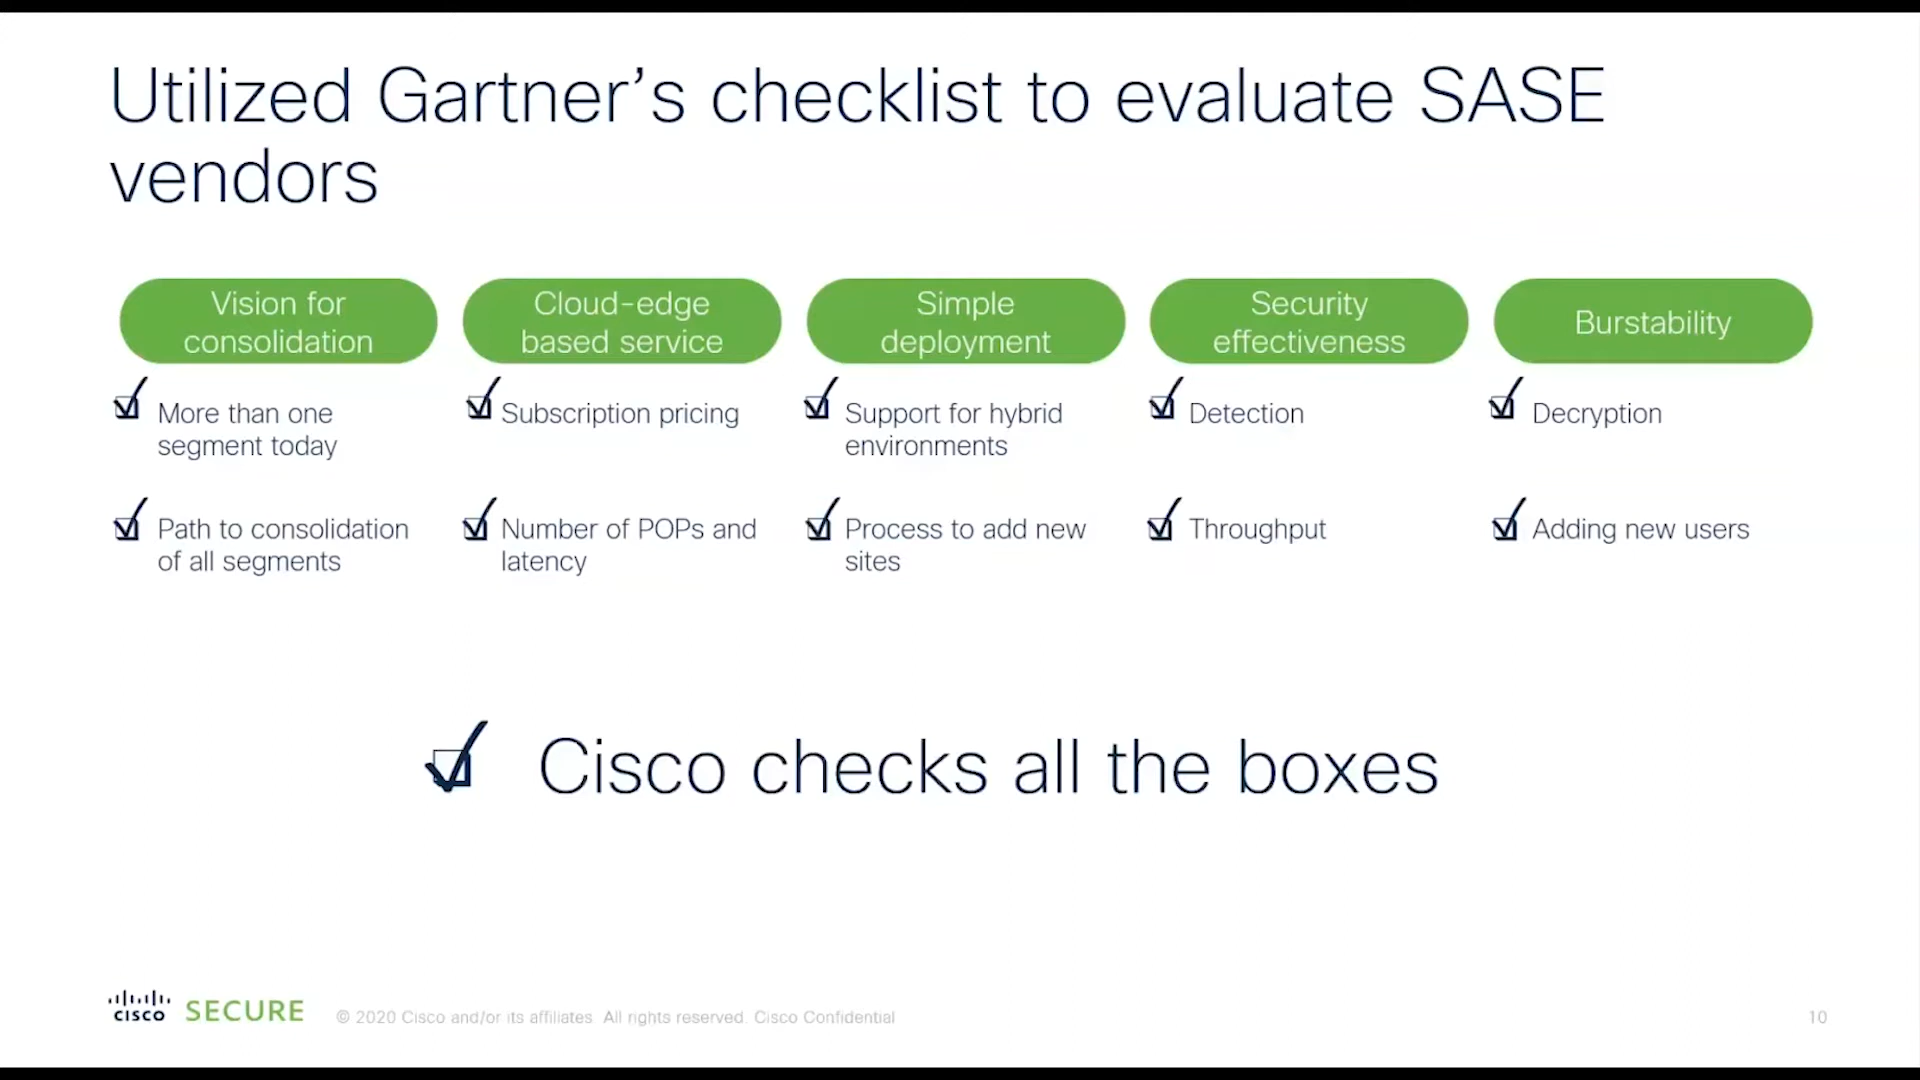 Utilized Gartner's checklist to evaluate SASE
vendors
Vision for
consolidation
More than one
segment today
Path to consolidation
of all segments
Cloud-edge
based service
Subscription pricing
Number of POPs and
latency
Simple
deployment
Support for hybrid
environments
Process to add new
sites
Security
effectiveness
Detection
Throughput
Burstability
Decryption
Adding new users
Cisco checks all the boxes
CISCO SECURE
© 2020 Cisco and/or its affiliates. All rights reserved. Cisco Confidential
10